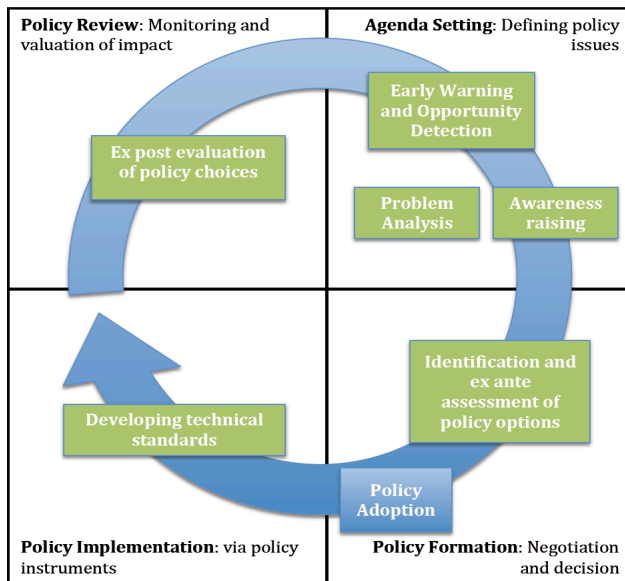 Policy Review: Monitoring and
valuation of impact
Agenda Setting: Defining policy
issues
Early Warning
and Opportunity
Detection
Ex post evaluation
of policy choices
Problem
Analysis
Awareness
raising
Identification and
ex ante
assessment of
policy options
Developing technical
standards
Policy
Adoption
Policy Implementation: via policy
instruments
Policy Formation: Negotiation
and decision